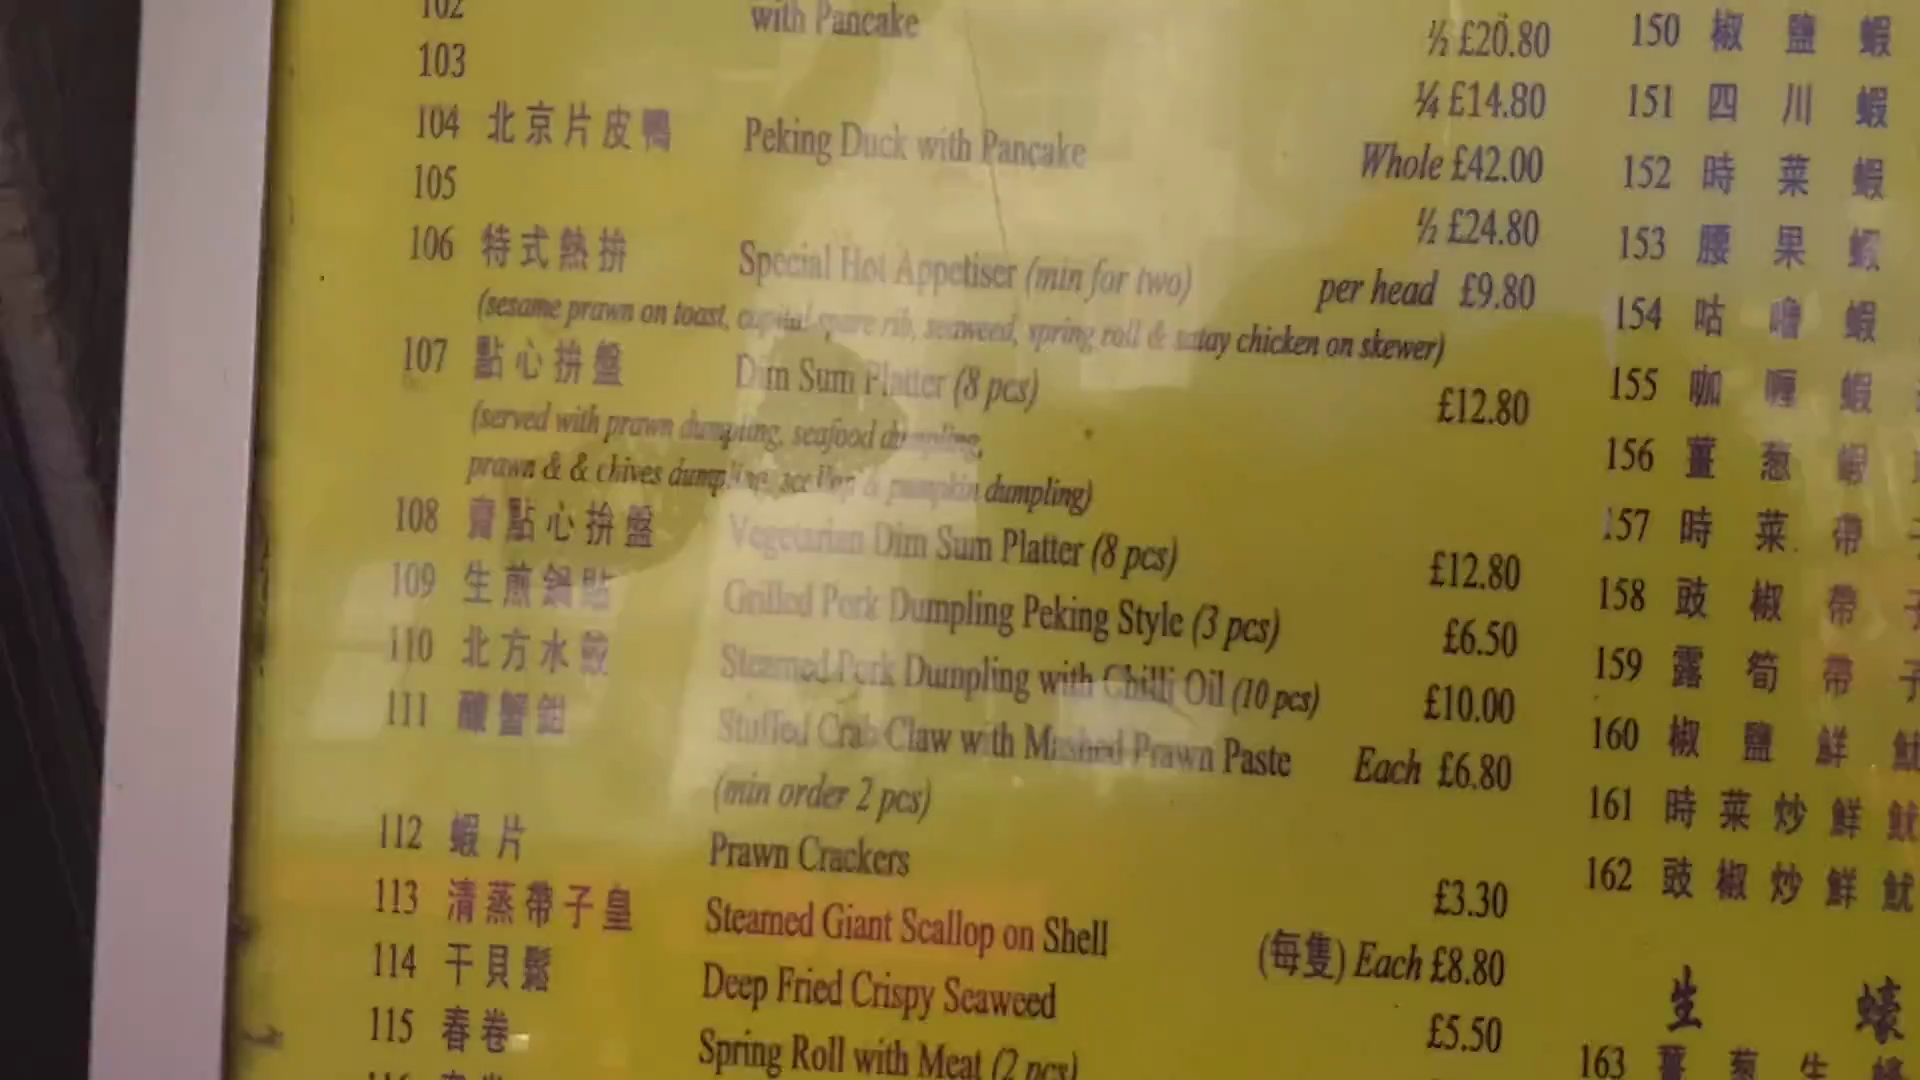 102
with Pancake ½ £20.80
103 ¼ £14.80
104 北京片皮鴨 Peking Duck with Pancake Whole £42.00
105 ½ £24.80
106 特式熱拚 Special Hot Appetiser (min for two) per head £9.80
(sesame prawn on toast, capital spare rib, seaweed, spring roll & satay chicken on skewer)
107 點心拚盤 Dim Sum Platter (8 pcs) £12.80
(served with prawn dumpling, seafood dumpling,
prawn & & chives dumpling, scallop & pumpkin dumpling)
108 齋點心拚盤 Vegetarian Dim Sum Platter (8 pcs) £12.80
109 生煎鍋貼 Grilled Pork Dumpling Peking Style (3 pcs) £6.50
110 北方水餃 Steamed Pork Dumpling with Chilli Oil (10 pcs) £10.00
111 釀蟹鉗 Stuffed Crab Claw with Mashed Prawn Paste Each £6.80
(min order 2 pcs)
112 蝦片 Prawn Crackers £3.30
113 清蒸帶子皇 Steamed Giant Scallop on Shell (每隻) Each £8.80
114 干貝鬆 Deep Fried Crispy Seaweed £5.50
115 春卷 Spring Roll with Meat (2 pcs)
150 椒鹽蝦
151 四川蝦
152 時菜蝦
153 腰果蝦
154 咕嚕蝦
155 咖喱蝦
156 薑葱蝦
157 時菜帶子
158 豉椒帶子
159 露筍帶子
160 椒鹽鮮魷
161 時菜炒鮮魷
162 豉椒炒鮮魷
生蠔
163 薑葱生蠔